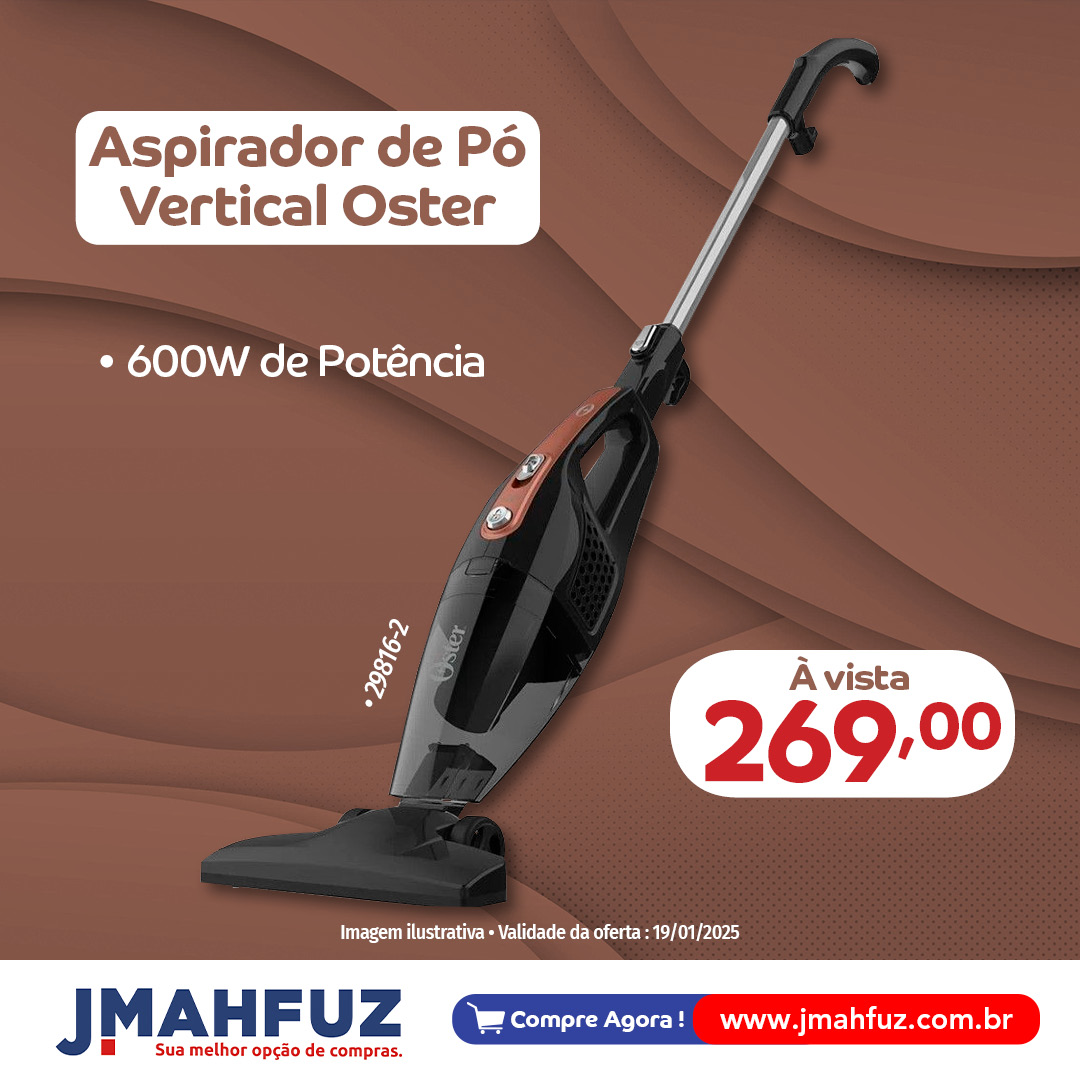 Aspirador de Pó
Vertical Oster
• 600W de Potência
• 29816-2
Oster
À vista
269,00
Imagem ilustrativa • Validade da oferta : 19/01/2025
JMAHFUZ
Sua melhor opção de compras.
Compre Agora !
www.jmahfuz.com.br